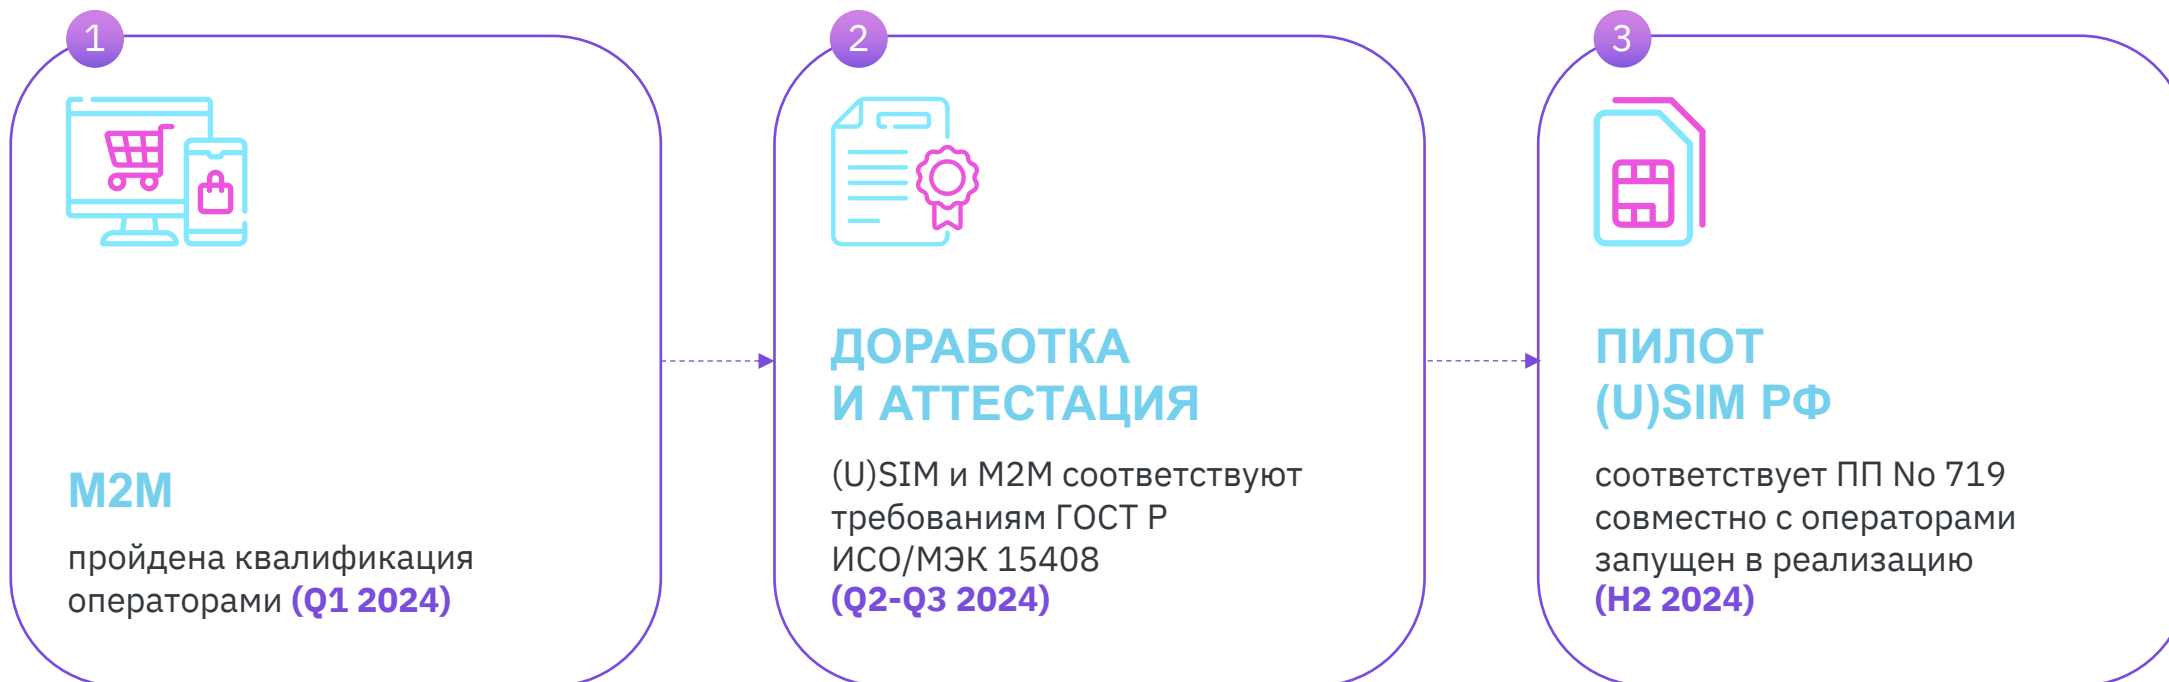 1
M2M
пройдена квалификация
операторами (Q1 2024)
2
ДОРАБОТКА
И АТТЕСТАЦИЯ
(U)SIM и M2M соответствуют
требованиям ГОСТ Р
ИСО/МЭК 15408
(Q2-Q3 2024)
3
ПИЛОТ
(U)SIM РФ
соответствует ПП No 719
совместно с операторами
запущен в реализацию
(H2 2024)